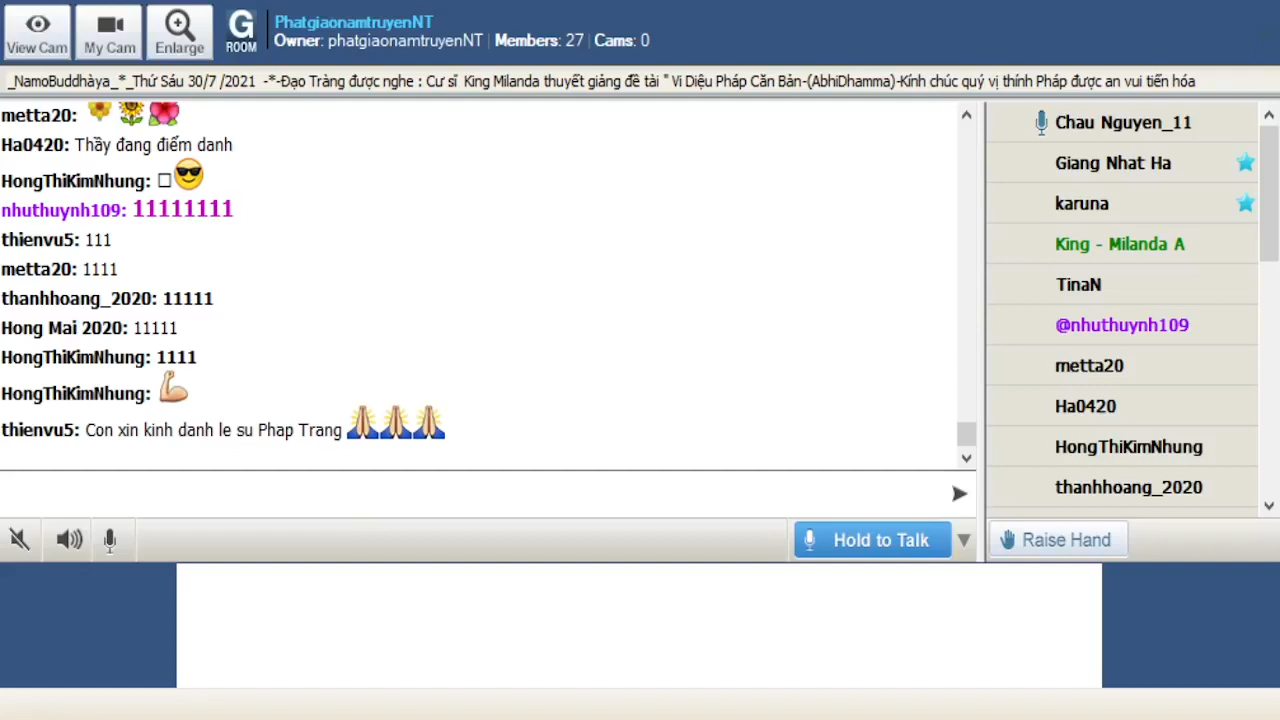 View Cam
My Cam
Enlarge
G
ROOM
PhatgiaonamtruyenNT
Owner: phatgiaonamtruyenNT | Members: 27 | Cams: 0
_NamoBuddhàya_*_Thứ Sáu 30/7 /2021 -*-Đạo Tràng được nghe : Cư sĩ King Milanda thuyết giảng đề tài " Vi Diệu Pháp Căn Bản-(AbhiDhamma)-Kính chúc quý vị thính Pháp được an vui tiến hóa
metta20:
Ha0420: Thầy đang điểm danh
HongThiKimNhung:
nhuthuynh109: 11111111
thienvu5: 111
metta20: 1111
thanhhoang_2020: 11111
Hong Mai 2020: 11111
HongThiKimNhung: 1111
HongThiKimNhung:
thienvu5: Con xin kinh danh le su Phap Trang
Chau Nguyen_11
Giang Nhat Ha
karuna
King - Milanda A
TinaN
@nhuthuynh109
metta20
Ha0420
HongThiKimNhung
thanhhoang_2020
Hold to Talk
Raise Hand